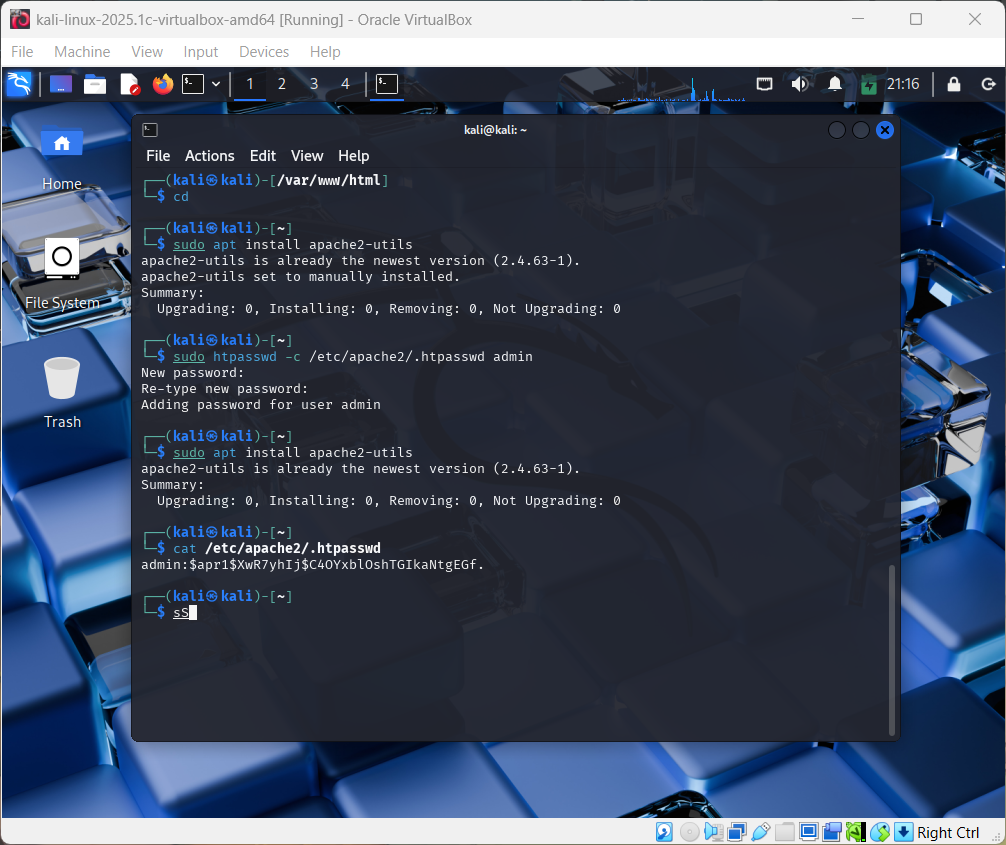 kali-linux-2025.1c-virtualbox-amd64 [Running] - Oracle VirtualBox
File Machine View Input Devices Help
1 2 3 4 21:16
kali@kali: ~
File Actions Edit View Help
Home
File System
Trash
┌──(kali㉿kali)-[/var/www/html]
└─$ cd
┌──(kali㉿kali)-[~]
└─$ sudo apt install apache2-utils
apache2-utils is already the newest version (2.4.63-1).
apache2-utils set to manually installed.
Summary:
Upgrading: 0, Installing: 0, Removing: 0, Not Upgrading: 0
┌──(kali㉿kali)-[~]
└─$ sudo htpasswd -c /etc/apache2/.htpasswd admin
New password:
Re-type new password:
Adding password for user admin
┌──(kali㉿kali)-[~]
└─$ sudo apt install apache2-utils
apache2-utils is already the newest version (2.4.63-1).
Summary:
Upgrading: 0, Installing: 0, Removing: 0, Not Upgrading: 0
┌──(kali㉿kali)-[~]
└─$ cat /etc/apache2/.htpasswd
admin:$apr1$XwR7yhIj$C4OYxblOshTGIkaNtgEGf.
┌──(kali㉿kali)-[~]
└─$ sS
Right Ctrl